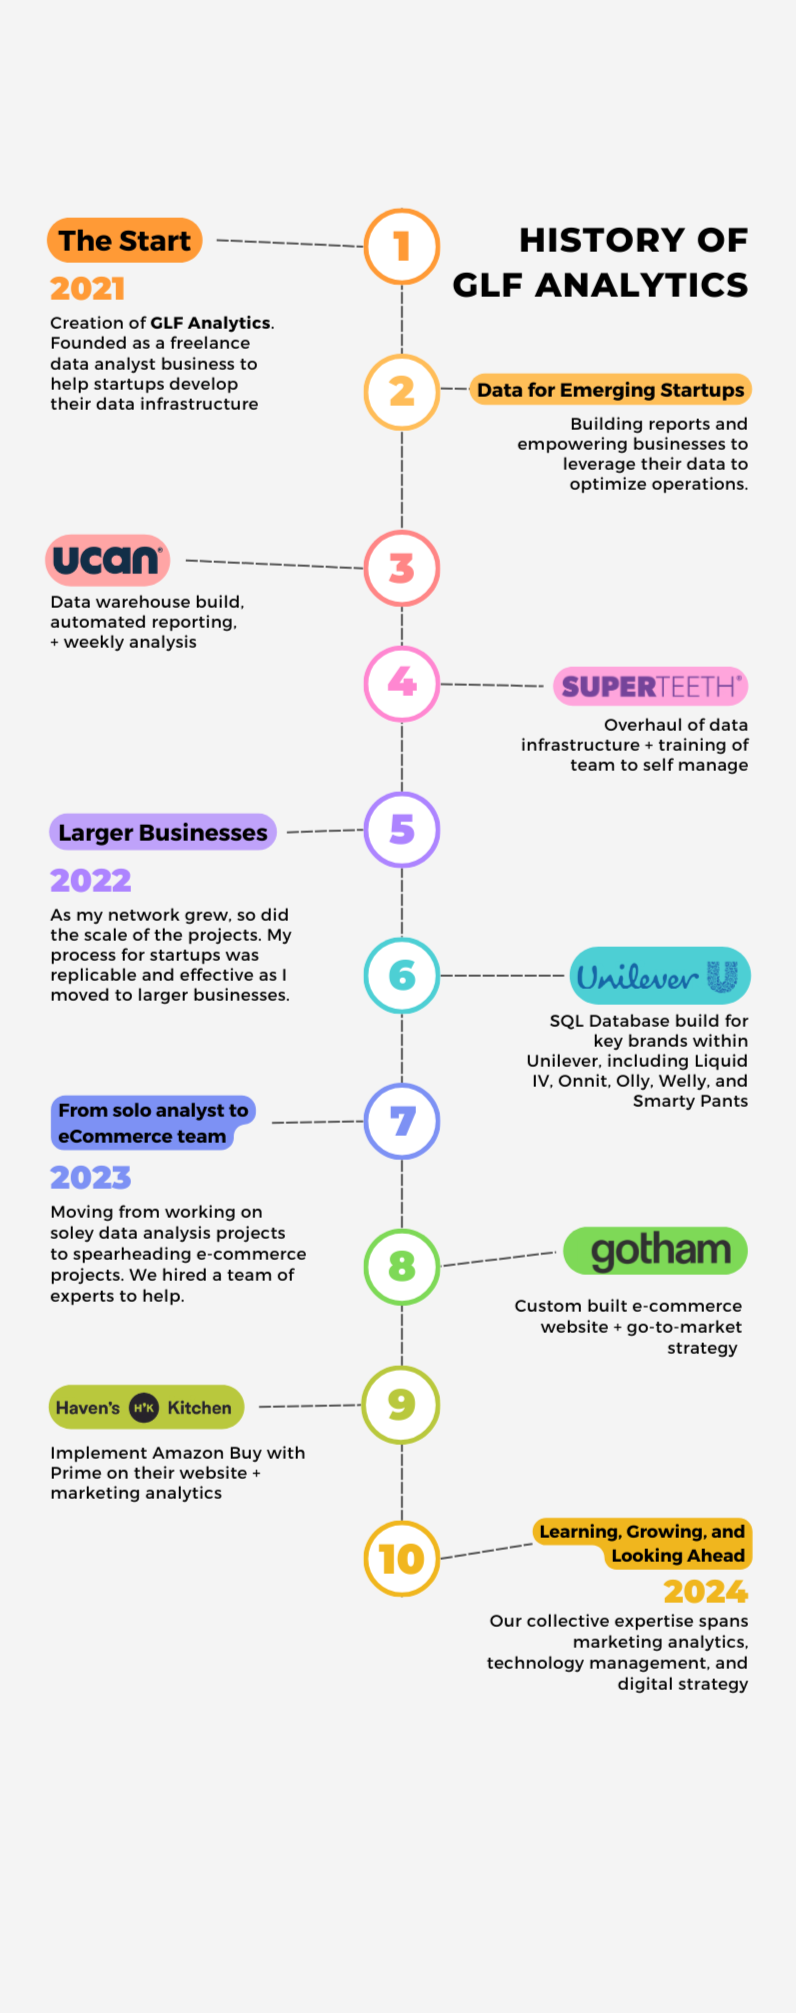 HISTORY OF
GLF ANALYTICS
1
The Start
2021
Creation of GLF Analytics.
Founded as a freelance
data analyst business to
help startups develop
their data infrastructure
2
Data for Emerging Startups
Building reports and
empowering businesses to
leverage their data to
optimize operations.
3
ucan®
Data warehouse build,
automated reporting,
+ weekly analysis
4
SUPERTEETH®
Overhaul of data
infrastructure + training of
team to self manage
5
Larger Businesses
2022
As my network grew, so did
the scale of the projects. My
process for startups was
replicable and effective as I
moved to larger businesses.
6
Unilever U
SQL Database build for
key brands within
Unilever, including Liquid
IV, Onnit, Olly, Welly, and
Smarty Pants
7
From solo analyst to
eCommerce team
2023
Moving from working on
soley data analysis projects
to spearheading e-commerce
projects. We hired a team of
experts to help.
8
gotham
Custom built e-commerce
website + go-to-market
strategy
9
Haven's H*K Kitchen
Implement Amazon Buy with
Prime on their website +
marketing analytics
10
Learning, Growing, and
Looking Ahead
2024
Our collective expertise spans
marketing analytics,
technology management, and
digital strategy